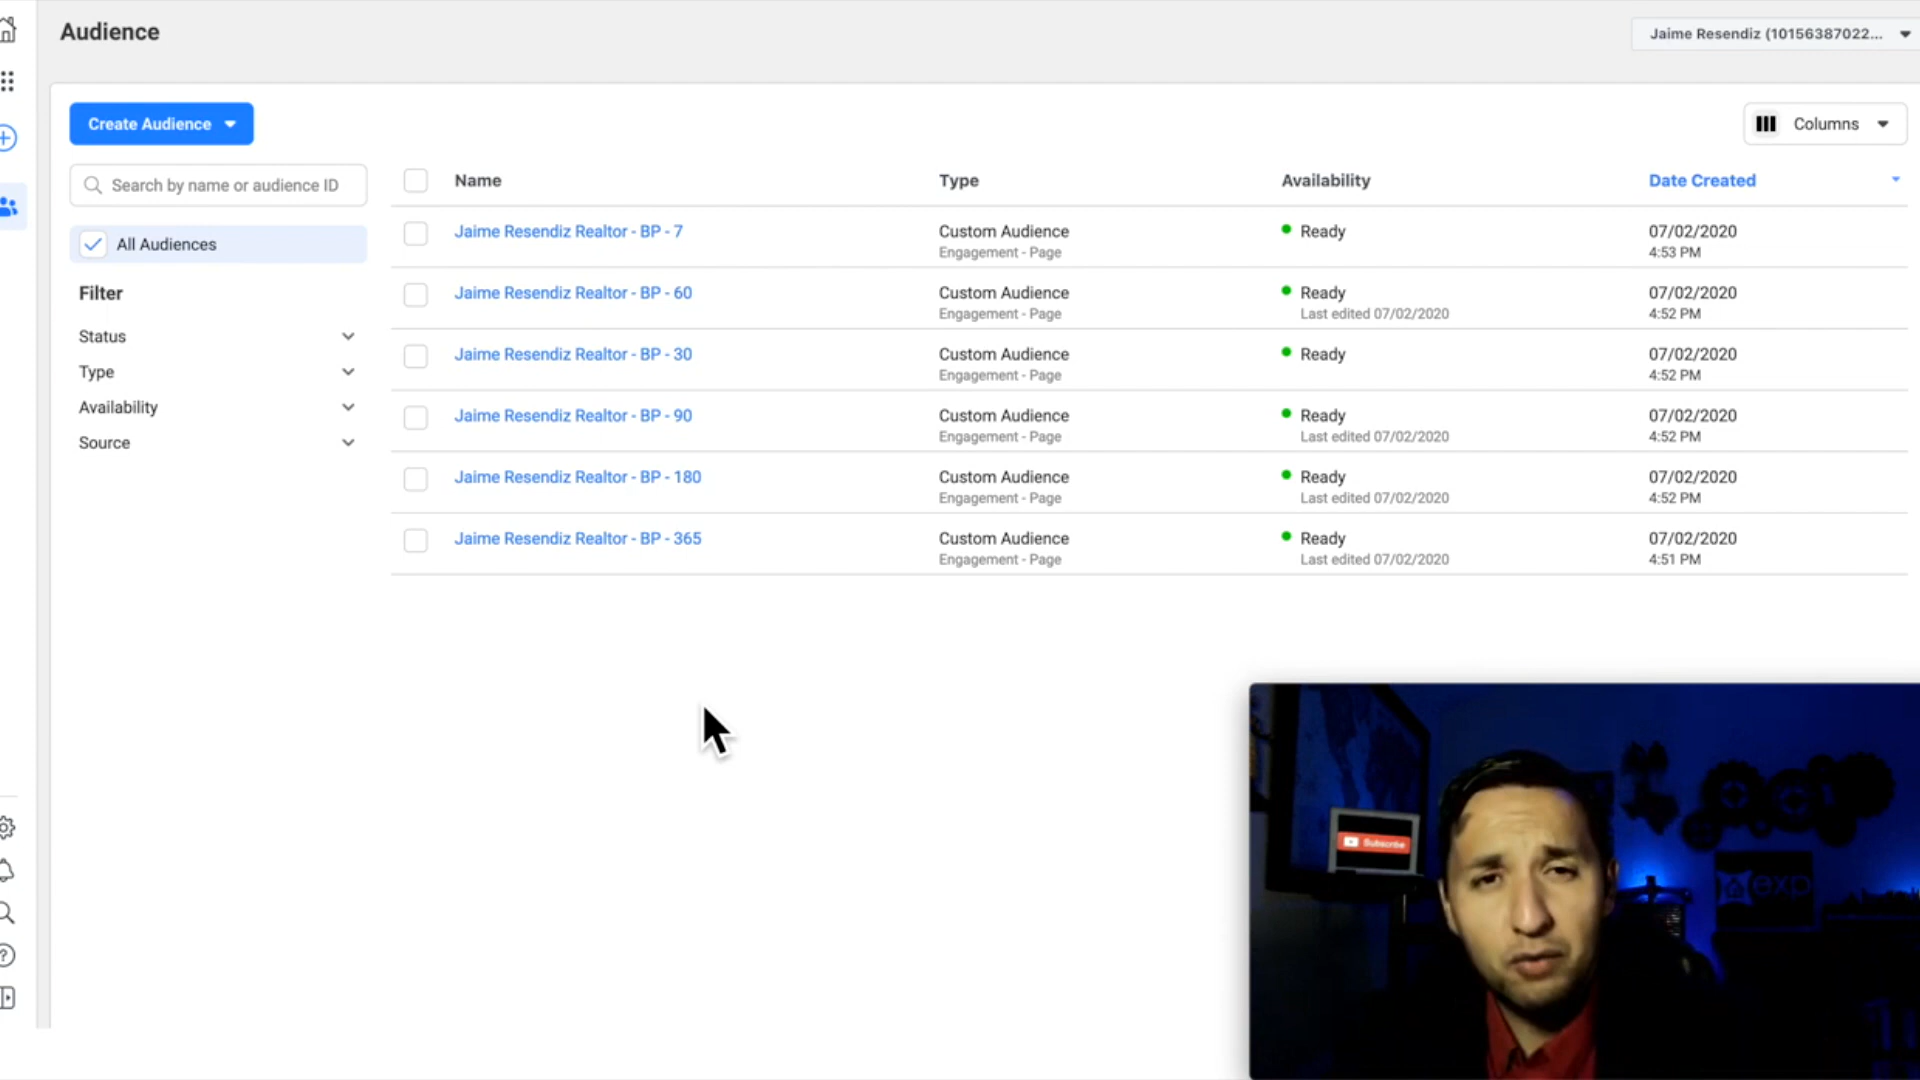 Audience
Jaime Resendiz (10156387022...
Create Audience
Columns
Search by name or audience ID
Name Type Availability Date Created
All Audiences
Jaime Resendiz Realtor - BP - 7 Custom Audience Ready 07/02/2020
Engagement - Page 4:53 PM
Filter
Jaime Resendiz Realtor - BP - 60 Custom Audience Ready 07/02/2020
Engagement - Page Last edited 07/02/2020 4:52 PM
Status
Jaime Resendiz Realtor - BP - 30 Custom Audience Ready 07/02/2020
Engagement - Page 4:52 PM
Type
Availability
Jaime Resendiz Realtor - BP - 90 Custom Audience Ready 07/02/2020
Engagement - Page Last edited 07/02/2020 4:52 PM
Source
Jaime Resendiz Realtor - BP - 180 Custom Audience Ready 07/02/2020
Engagement - Page Last edited 07/02/2020 4:52 PM
Jaime Resendiz Realtor - BP - 365 Custom Audience Ready 07/02/2020
Engagement - Page Last edited 07/02/2020 4:51 PM
Subscribe
exp